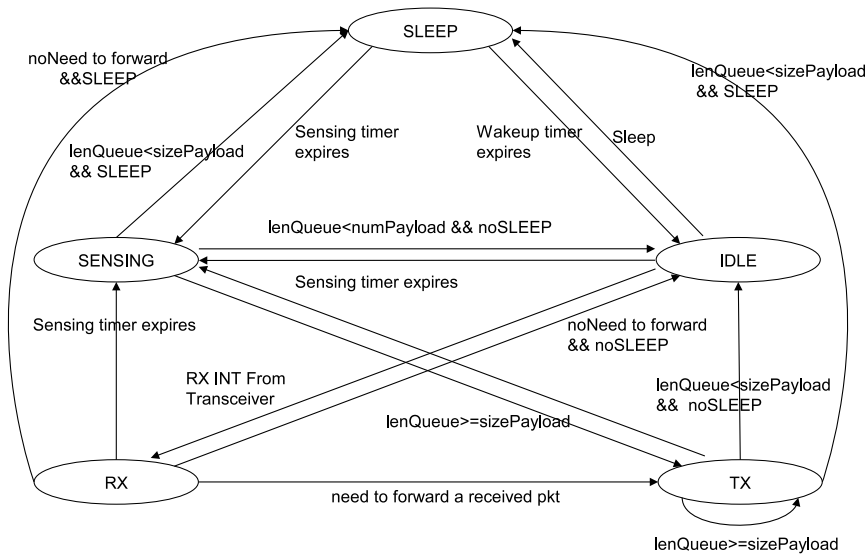 SLEEP
noNeed to forward
&&SLEEP
lenQueue<sizePayload
&& SLEEP
lenQueue<sizePayload
&& SLEEP
Sensing timer
expires
Wakeup timer
expires
Sleep
lenQueue<numPayload && noSLEEP
SENSING
IDLE
Sensing timer expires
Sensing timer expires
noNeed to forward
&& noSLEEP
RX INT From
Transceiver
lenQueue<sizePayload
&& noSLEEP
lenQueue>=sizePayload
RX
TX
need to forward a received pkt
lenQueue>=sizePayload